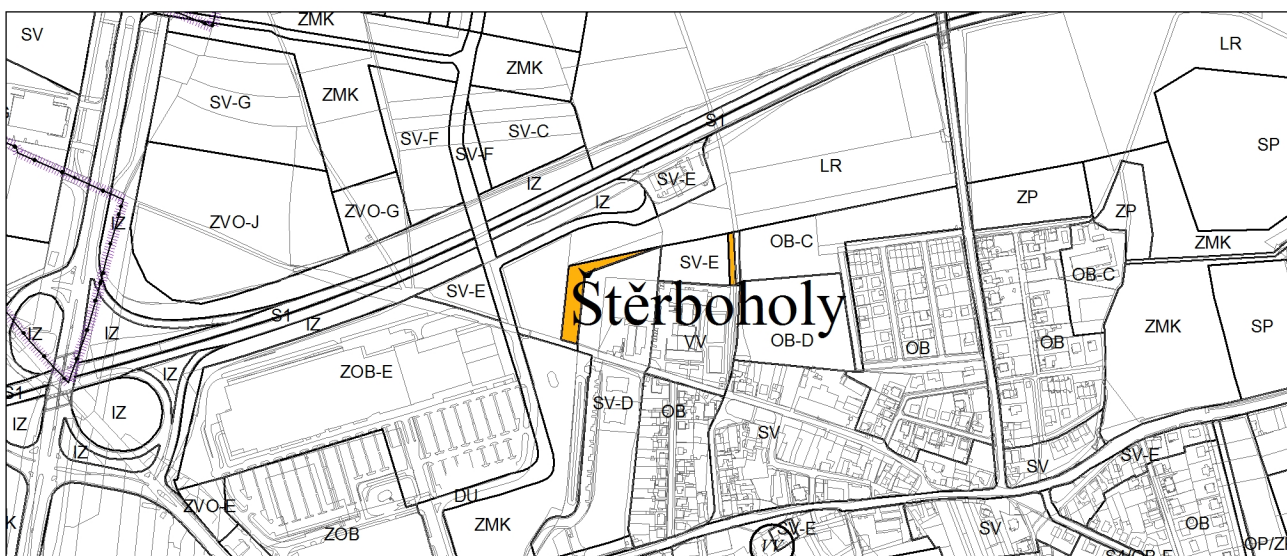 ZMK
SV
LR
ZMK
SV-G
ZMK
SV-F
SV-C
S1
SV-F
SP
IZ
SV-E
LR
IZ
ZVO-J
ZVO-G
IZ
ZP
ZP
OB-C
ZMK
SV-E
OB-C
SV-E
Štěrboholy
S1
IZ
IZ
IZ
ZMK
SP
VV
OB-D
OB
OB
IZ
ZOB-E
S1
SV-D
IZ
OB
IZ
SV
IZ
SV-E
SV
DU
ZVO-E
ZMK
ZOB
SV-E
SV
OB
VV